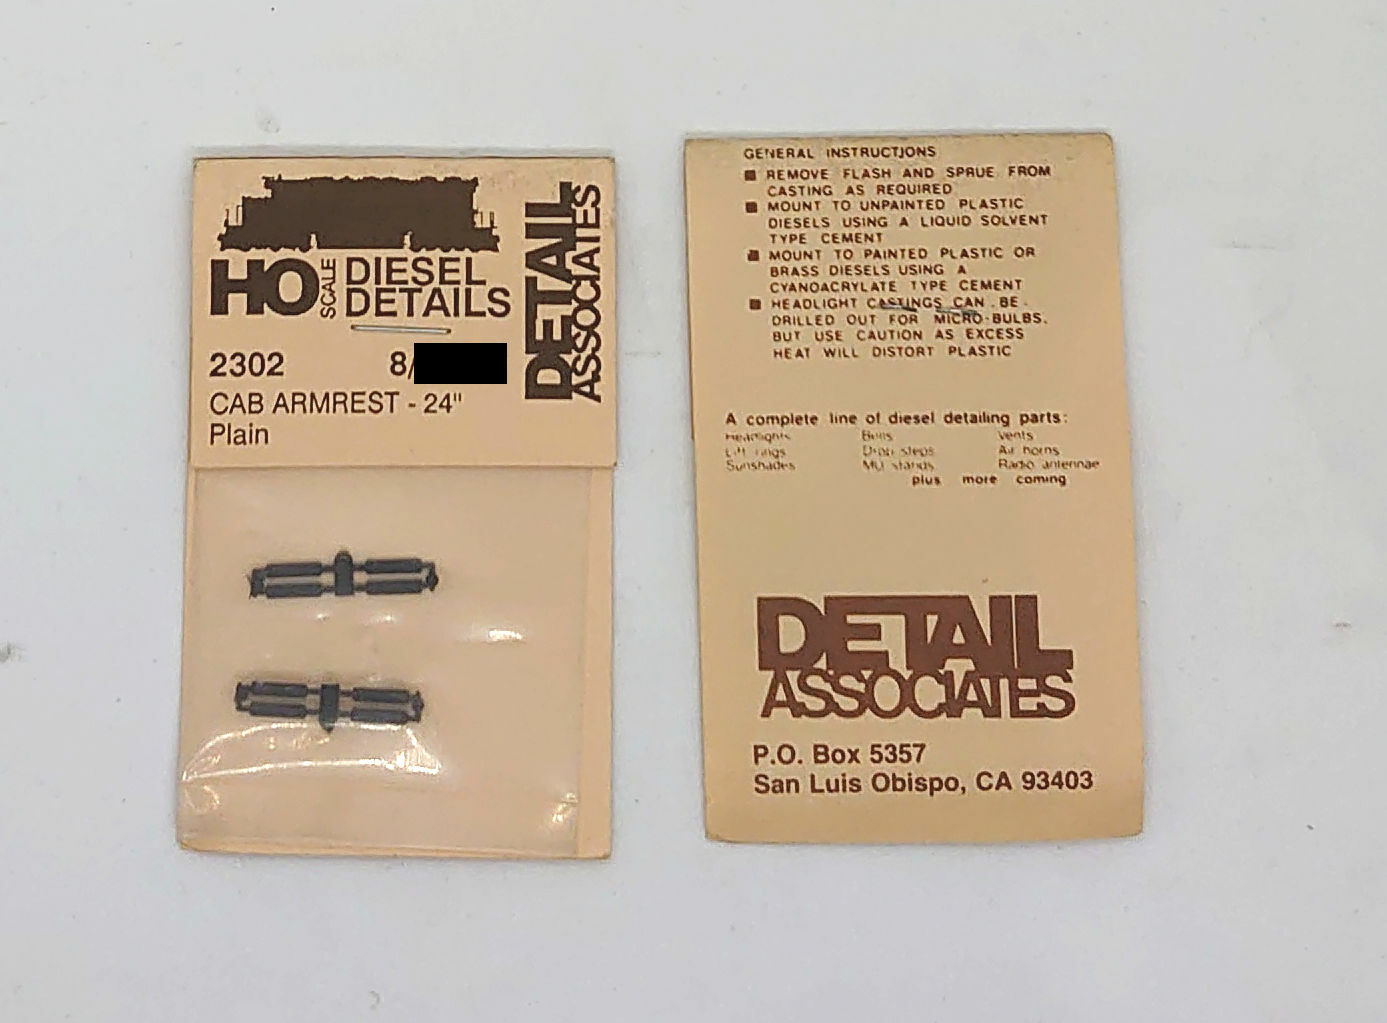 HO SCALE DIESEL DETAILS
DETAIL ASSOCIATES
2302 8/
CAB ARMREST - 24"
Plain
GENERAL INSTRUCTIONS
■ REMOVE FLASH AND SPRUE FROM
CASTING AS REQUIRED
■ MOUNT TO UNPAINTED PLASTIC
DIESELS USING A LIQUID SOLVENT
TYPE CEMENT
■ MOUNT TO PAINTED PLASTIC OR
BRASS DIESELS USING A
CYANOACRYLATE TYPE CEMENT
■ HEADLIGHT CASTINGS CAN BE
DRILLED OUT FOR MICRO-BULBS,
BUT USE CAUTION AS EXCESS
HEAT WILL DISTORT PLASTIC
A complete line of diesel detailing parts:
Headlights Bells Vents
Lift rings Drop steps Air horns
Sunshades MU stands Radio antennae
plus more coming
DETAIL
ASSOCIATES
P.O. Box 5357
San Luis Obispo, CA 93403